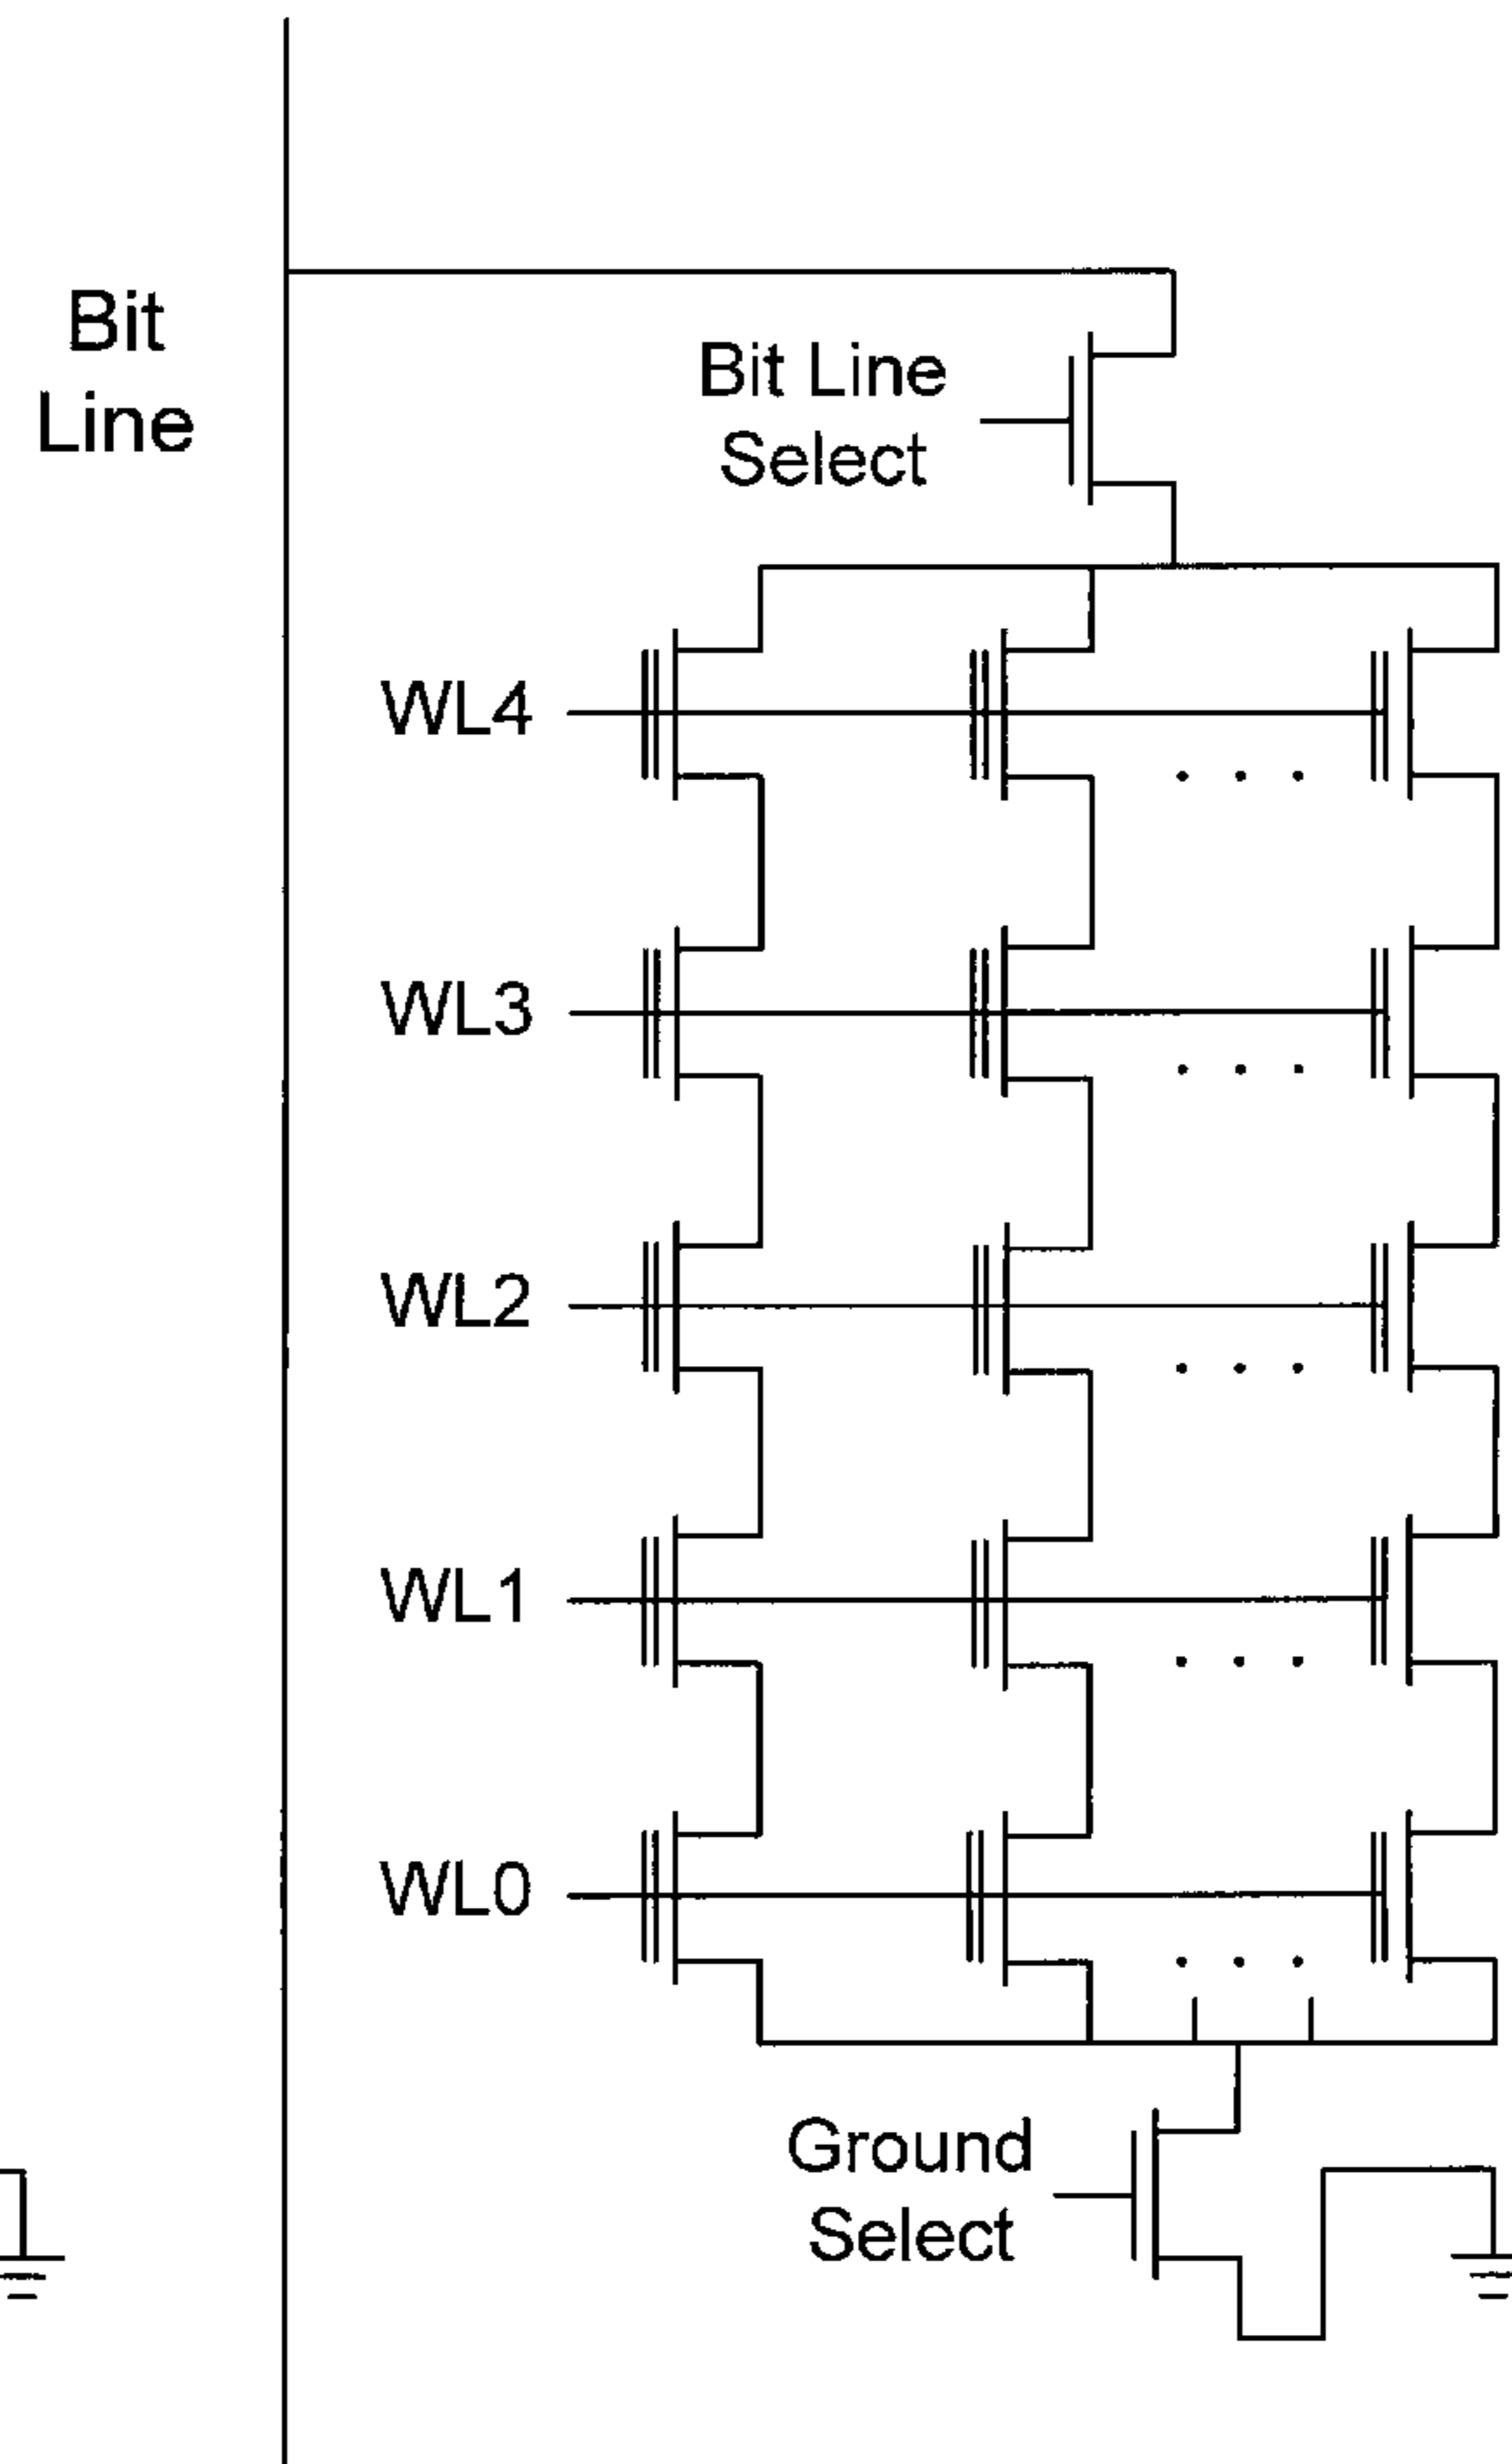 Bit
Line
Bit Line
Select
WL4
WL3
WL2
WL1
WL0
Ground
Select